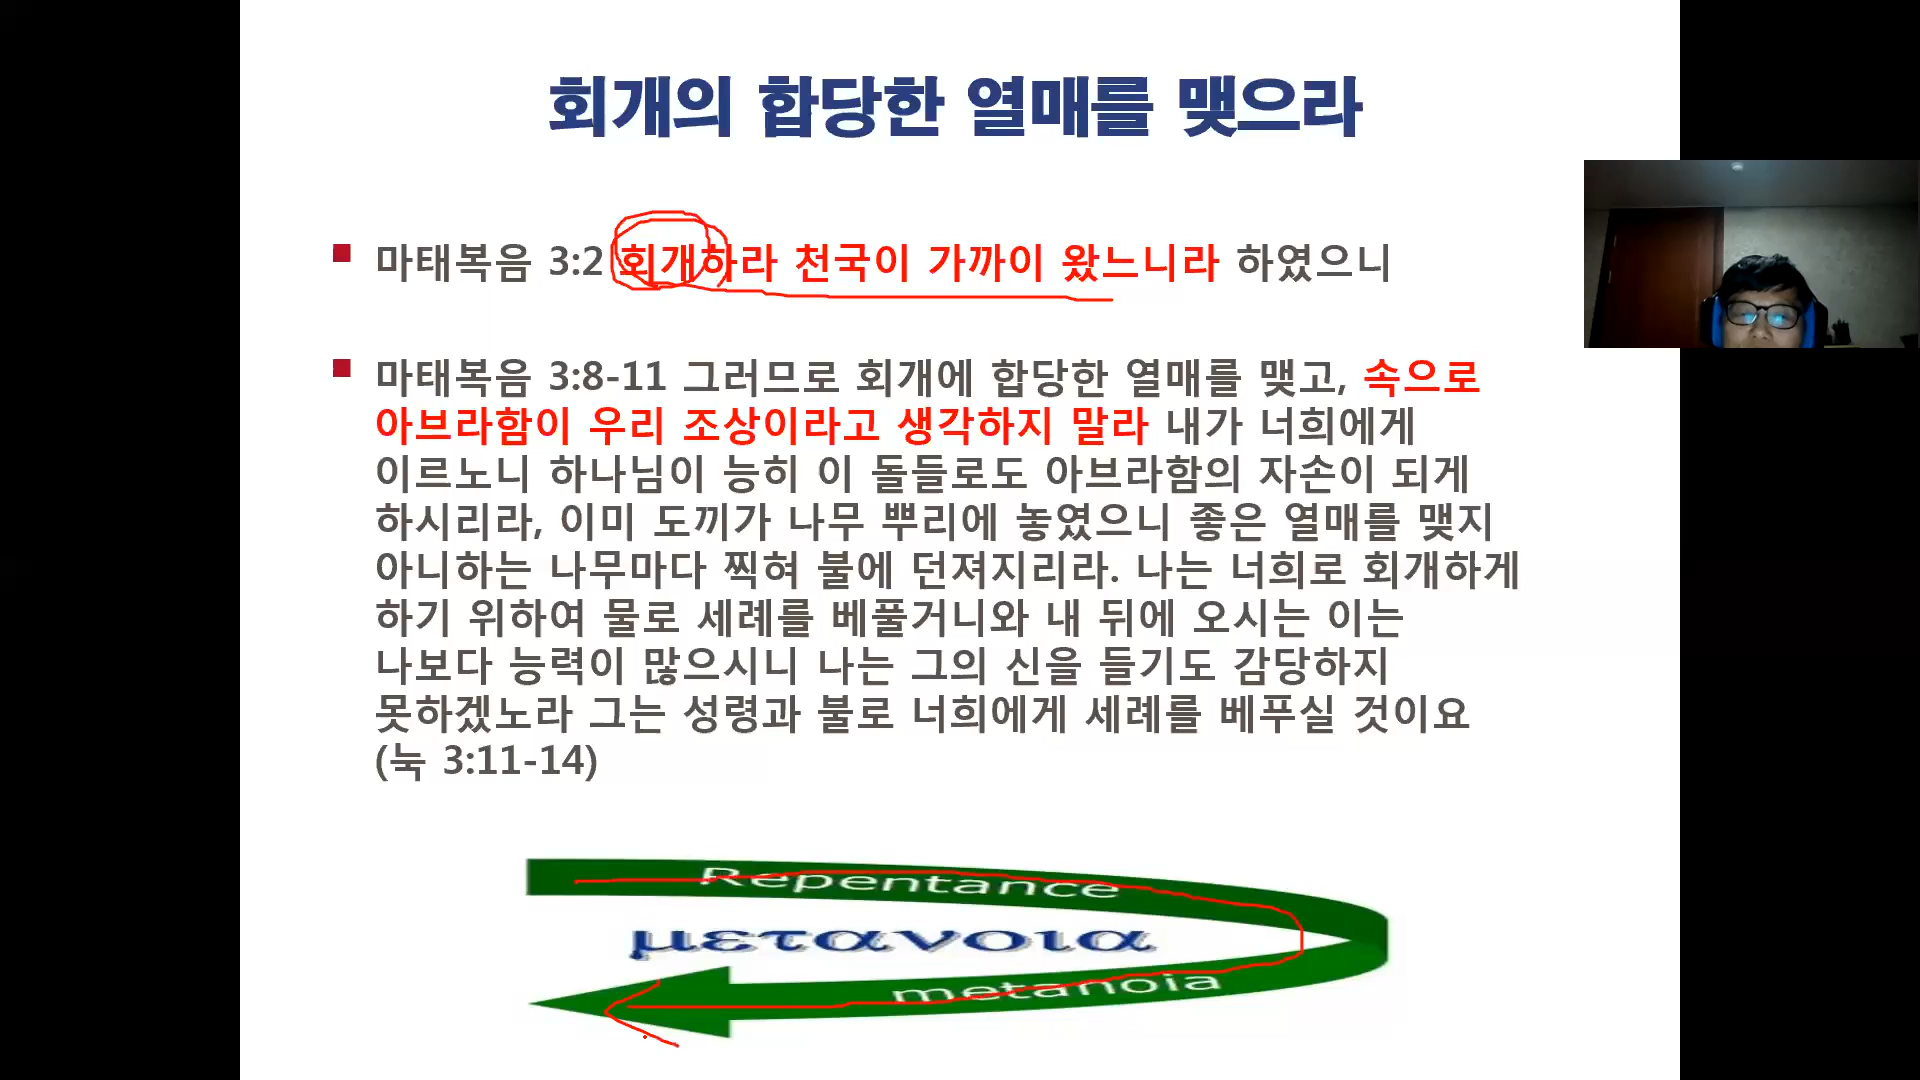 회개의 합당한 열매를 맺으라
마태복음 3:2 회개하라 천국이 가까이 왔느니라 하였으니
마태복음 3:8-11 그러므로 회개에 합당한 열매를 맺고, 속으로
아브라함이 우리 조상이라고 생각하지 말라 내가 너희에게
이르노니 하나님이 능히 이 돌들로도 아브라함의 자손이 되게
하시리라, 이미 도끼가 나무 뿌리에 놓였으니 좋은 열매를 맺지
아니하는 나무마다 찍혀 불에 던져지리라. 나는 너희로 회개하게
하기 위하여 물로 세례를 베풀거니와 내 뒤에 오시는 이는
나보다 능력이 많으시니 나는 그의 신을 들기도 감당하지
못하겠노라 그는 성령과 불로 너희에게 세례를 베푸실 것이요
(눅 3:11-14)
Repentance
μετανοια
metanoia